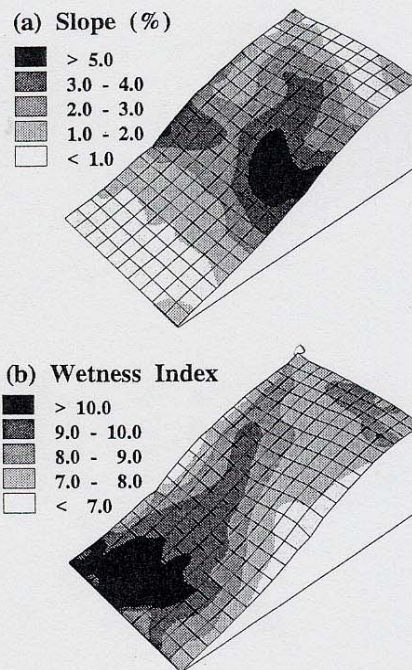 (a) Slope (%)
> 5.0
3.0 - 4.0
2.0 - 3.0
1.0 - 2.0
< 1.0
(b) Wetness Index
> 10.0
9.0 - 10.0
8.0 - 9.0
7.0 - 8.0
< 7.0